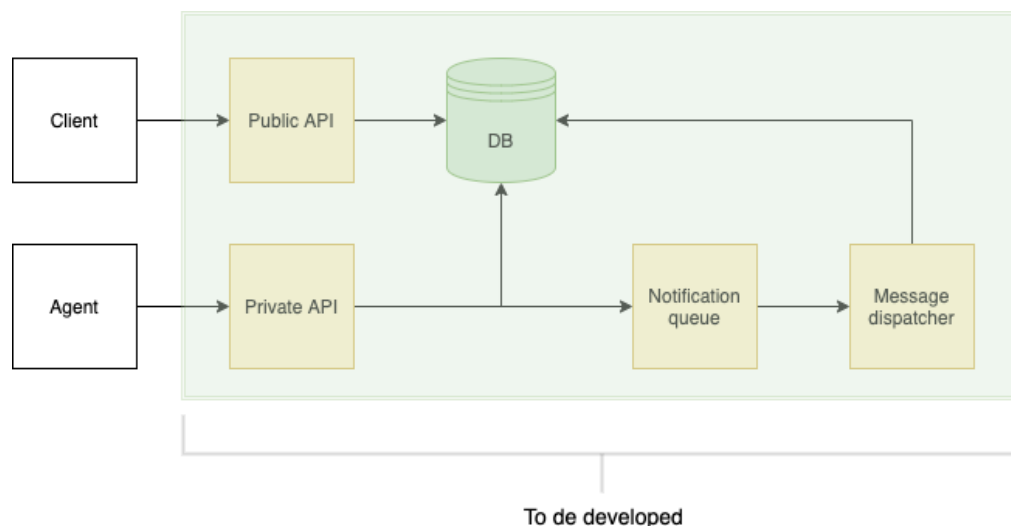 Client
Public API
DB
Agent
Private API
Notification
queue
Message
dispatcher
To de developed